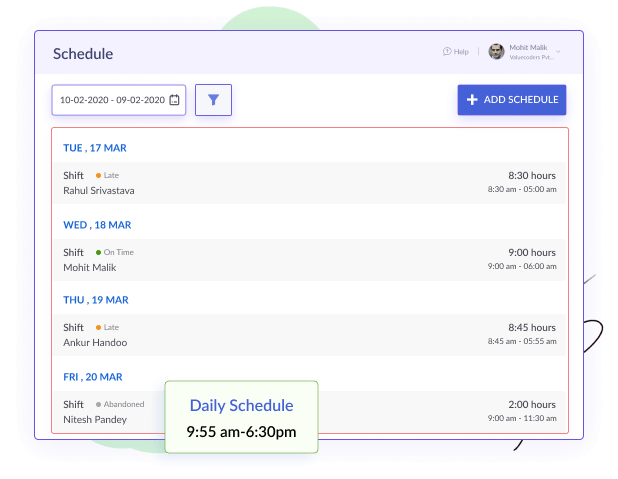 Schedule
Help
Mohit Malik
Valuecoders Pvt...
10-02-2020 - 09-02-2020
ADD SCHEDULE
TUE , 17 MAR
Shift Late 8:30 hours
Rahul Srivastava 8:30 am - 05:00 am
WED , 18 MAR
Shift On Time 9:00 hours
Mohit Malik 9:00 am - 06:00 am
THU , 19 MAR
Shift Late 8:45 hours
Ankur Handoo 8:45 am - 05:55 am
FRI , 20 MAR
Shift Abandoned 2:00 hours
Nitesh Pandey 9:00 am - 11:30 am
Daily Schedule
9:55 am-6:30pm